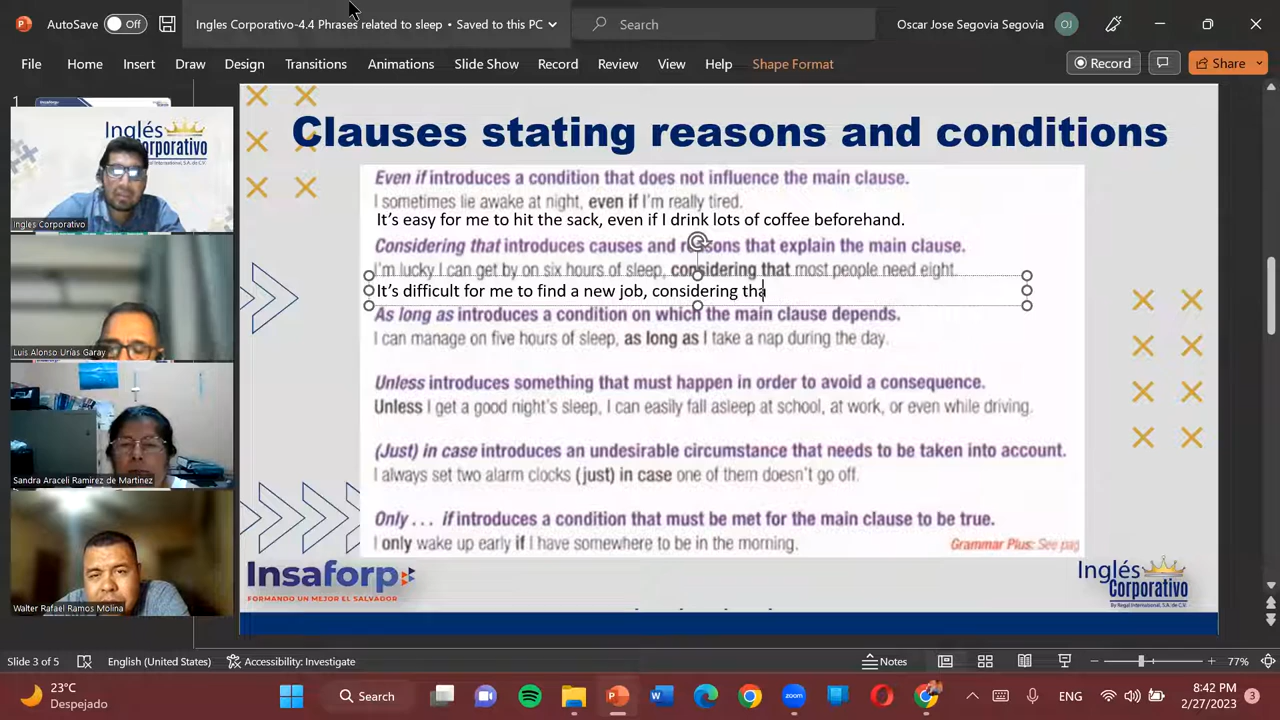 AutoSave Off Ingles Corporativo-4.4 Phrases related to sleep • Saved to this PC Search Oscar Jose Segovia Segovia OJ
File Home Insert Draw Design Transitions Animations Slide Show Record Review View Help Shape Format Record Share
1
Inglés Corporativo
Ingles Corporativo
Luis Alonso Urías Garay
Sandra Araceli Ramirez de Martinez
Walter Rafael Ramos Molina
Clauses stating reasons and conditions
Even if introduces a condition that does not influence the main clause.
I sometimes lie awake at night, even if I'm really tired.
It's easy for me to hit the sack, even if I drink lots of coffee beforehand.
Considering that introduces causes and reasons that explain the main clause.
I'm lucky I can get by on six hours of sleep, considering that most people need eight.
It's difficult for me to find a new job, considering tha
As long as introduces a condition on which the main clause depends.
I can manage on five hours of sleep, as long as I take a nap during the day.
Unless introduces something that must happen in order to avoid a consequence.
Unless I get a good night's sleep, I can easily fall asleep at school, at work, or even while driving.
(Just) in case introduces an undesirable circumstance that needs to be taken into account.
I always set two alarm clocks (just) in case one of them doesn't go off.
Only . . . if introduces a condition that must be met for the main clause to be true.
I only wake up early if I have somewhere to be in the morning.
Grammar Plus: See pag
Insaforp
FORMANDO UN MEJOR EL SALVADOR
Inglés
Corporativo
By Regal International, S.A. de C.V.
Slide 3 of 5 English (United States) Accessibility: Investigate Notes 77%
23°C
Despejado
Search
zoom
ENG
8:42 PM
2/27/2023
3